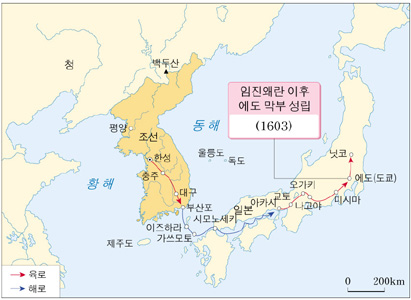 청
백두산
임진왜란 이후
에도 막부 성립
(1603)
평양
조선
동해
한성
울릉도
독도
충주
닛코
황해
대구
에도(도쿄)
오가키
교토
아카시
일본
부산포
미시마
나고야
시모노세키
이즈하라
가쓰모토
제주도
육로
해로
0 200km